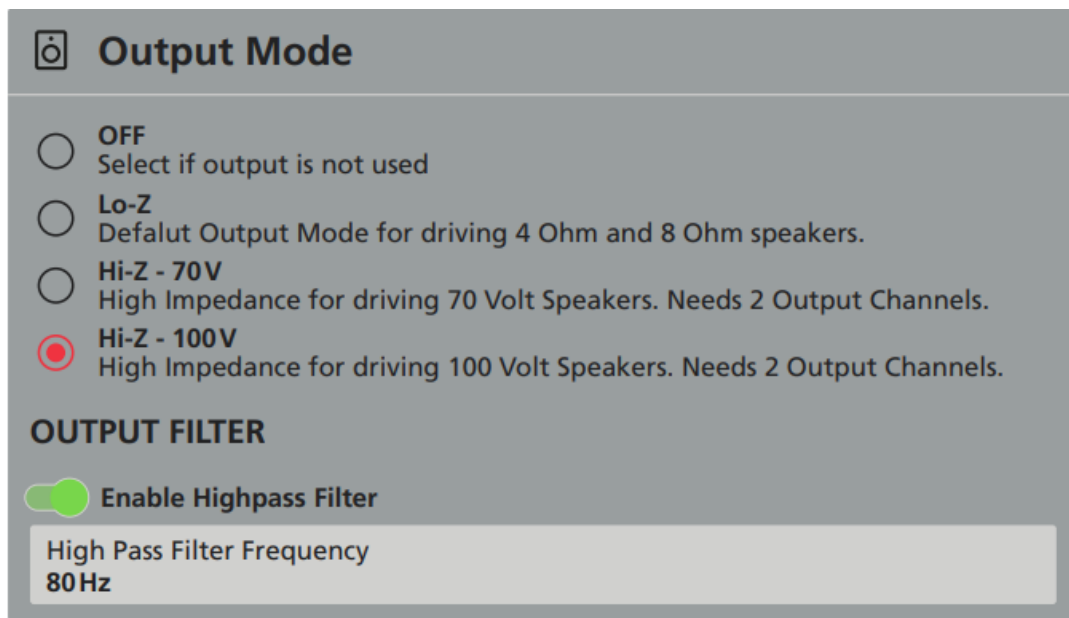 Output Mode
OFF
Select if output is not used
Lo-Z
Defalut Output Mode for driving 4 Ohm and 8 Ohm speakers.
Hi-Z - 70V
High Impedance for driving 70 Volt Speakers. Needs 2 Output Channels.
Hi-Z - 100V
High Impedance for driving 100 Volt Speakers. Needs 2 Output Channels.
OUTPUT FILTER
Enable Highpass Filter
High Pass Filter Frequency
80Hz